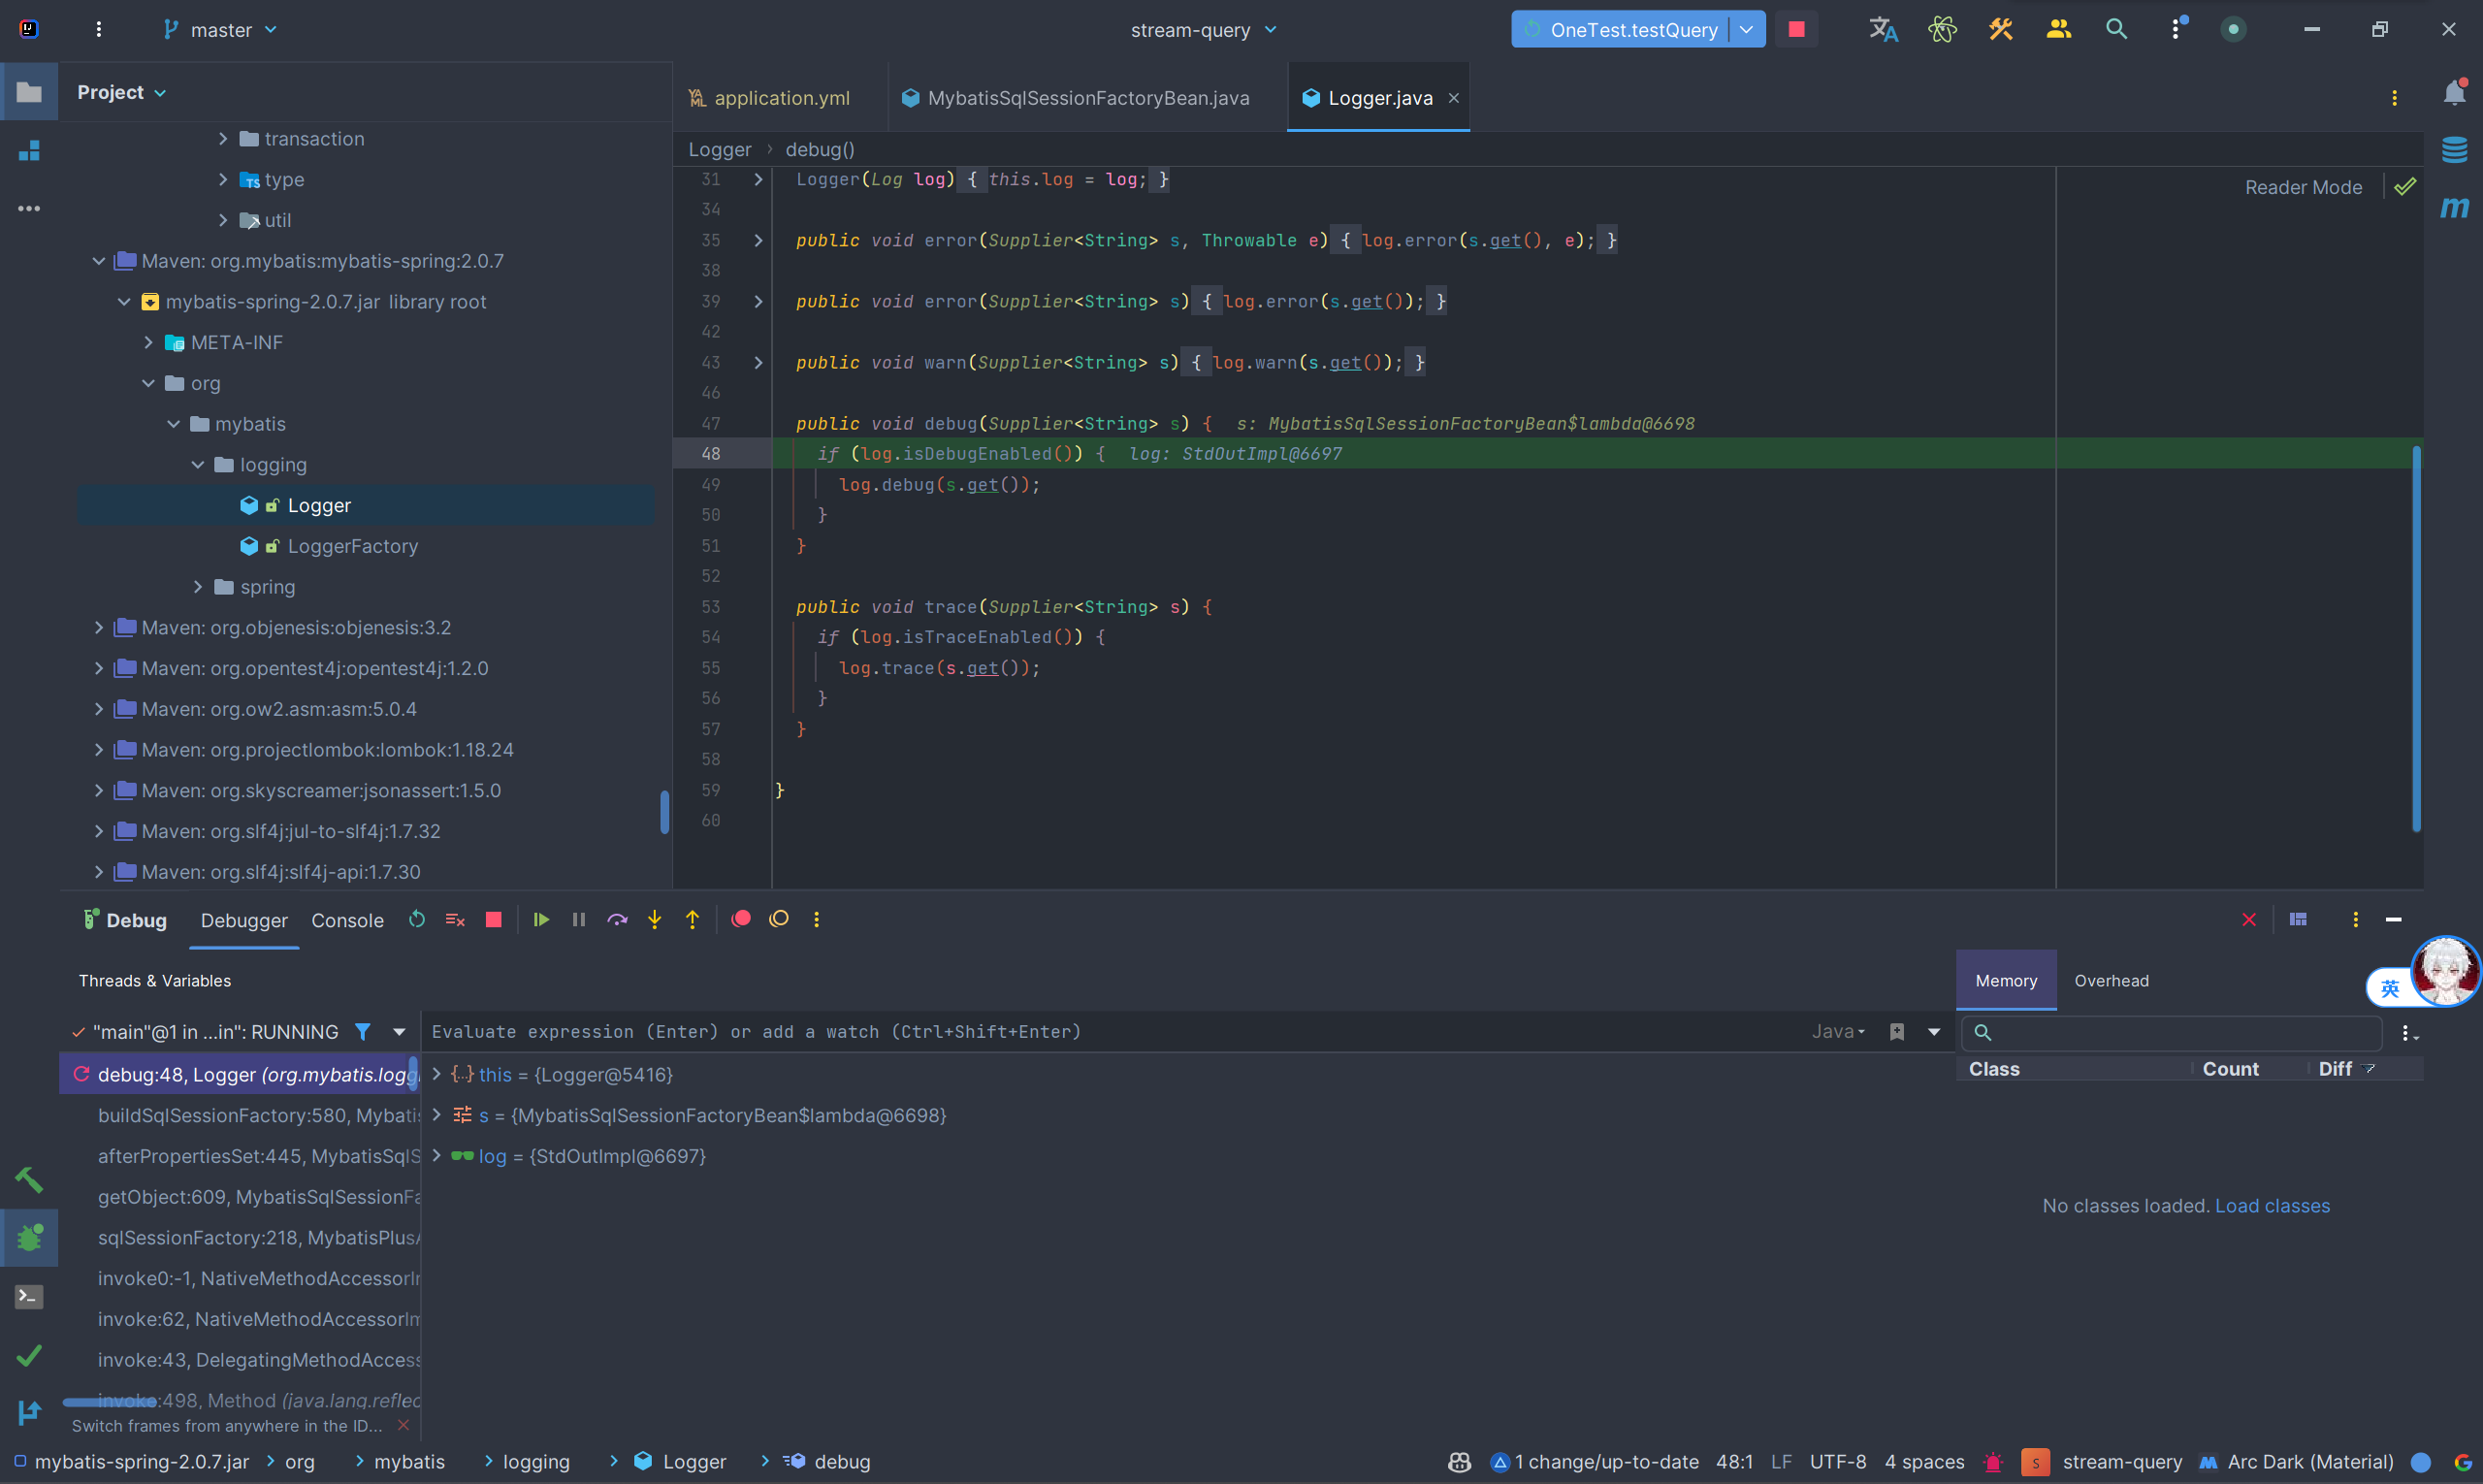 master
stream-query
OneTest.testQuery
Project
transaction
type
util
Maven: org.mybatis:mybatis-spring:2.0.7
mybatis-spring-2.0.7.jar library root
META-INF
org
mybatis
logging
Logger
LoggerFactory
spring
Maven: org.objenesis:objenesis:3.2
Maven: org.opentest4j:opentest4j:1.2.0
Maven: org.ow2.asm:asm:5.0.4
Maven: org.projectlombok:lombok:1.18.24
Maven: org.skyscreamer:jsonassert:1.5.0
Maven: org.slf4j:jul-to-slf4j:1.7.32
Maven: org.slf4j:slf4j-api:1.7.30
application.yml
MybatisSqlSessionFactoryBean.java
Logger.java
Logger > debug()
Reader Mode
31 Logger(Log log) { this.log = log; }
34
35 public void error(Supplier<String> s, Throwable e) { log.error(s.get(), e); }
38
39 public void error(Supplier<String> s) { log.error(s.get()); }
42
43 public void warn(Supplier<String> s) { log.warn(s.get()); }
46
47 public void debug(Supplier<String> s) { s: MybatisSqlSessionFactoryBean$lambda@6698
48 if (log.isDebugEnabled()) { log: StdOutImpl@6697
49 log.debug(s.get());
50 }
51 }
52
53 public void trace(Supplier<String> s) {
54 if (log.isTraceEnabled()) {
55 log.trace(s.get());
56 }
57 }
58
59 }
60
Debug
Debugger
Console
Threads & Variables
"main"@1 in ...in": RUNNING
debug:48, Logger (org.mybatis.logg
buildSqlSessionFactory:580, Mybatis
afterPropertiesSet:445, MybatisSqlS
getObject:609, MybatisSqlSessionFa
sqlSessionFactory:218, MybatisPlusA
invoke0:-1, NativeMethodAccessorIr
invoke:62, NativeMethodAccessorIm
invoke:43, DelegatingMethodAccess
invoke:498, Method (java.lang.reflec
Switch frames from anywhere in the ID...
Evaluate expression (Enter) or add a watch (Ctrl+Shift+Enter)
Java
this = {Logger@5416}
s = {MybatisSqlSessionFactoryBean$lambda@6698}
log = {StdOutImpl@6697}
Memory
Overhead
英
Class
Count
Diff
No classes loaded. Load classes
mybatis-spring-2.0.7.jar > org > mybatis > logging > Logger > debug
1 change/up-to-date
48:1
LF
UTF-8
4 spaces
S
stream-query
Arc Dark (Material)